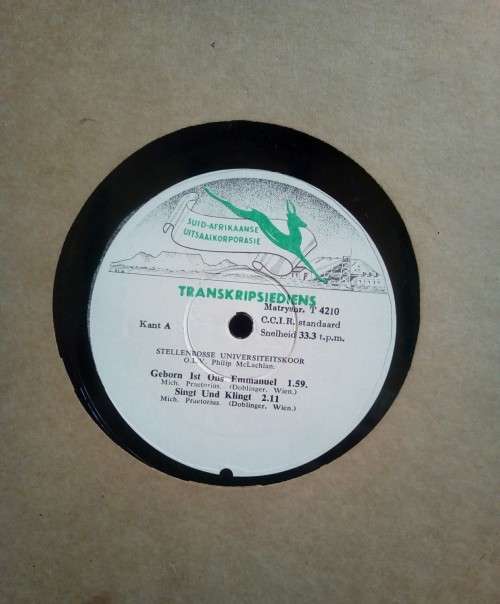 SUID-AFRIKAANSE
UITSAAIKORPORASIE
TRANSKRIPSIEDIENS
Matrysnr. T 4210
Kant A
C.C.I.R. standaard
Snelheid 33.3 t.p.m.
STELLENBOSSE UNIVERSITEITSKOOR
O.L.V. Philip McLachlan:
Geborn Ist Ons Emmanuel 1.59.
Mich. Praetorius. (Doblinger, Wien.)
Singt Und Klingt 2.11
Mich. Praetorius. (Doblinger, Wien.)